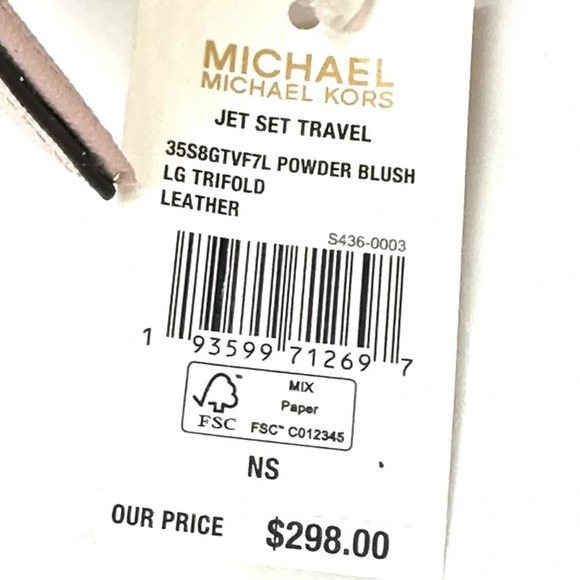 MICHAEL
MICHAEL KORS
JET SET TRAVEL
35S8GTVF7L POWDER BLUSH
LG TRIFOLD
LEATHER
S436-0003
1 93599 71269 7
FSC
MIX
Paper
FSC™ C012345
NS
OUR PRICE $298.00